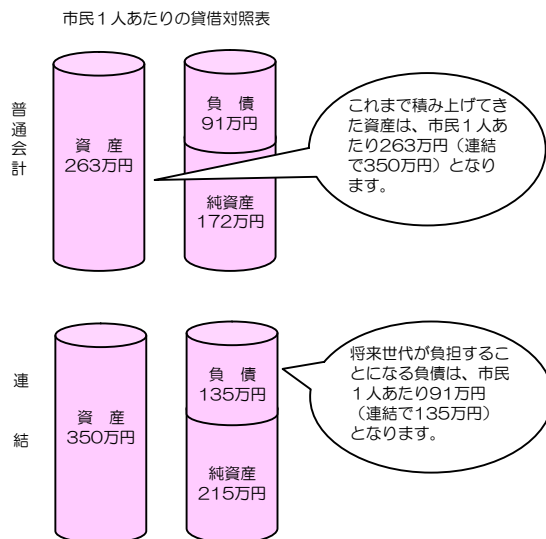 市民１人あたりの貸借対照表
普通会計
資　産
263万円
負　債
91万円
純資産
172万円
これまで積み上げてき
た資産は、市民１人あ
たり263万円（連結
で350万円）となり
ます。
連　結
資　産
350万円
負　債
135万円
純資産
215万円
将来世代が負担するこ
とになる負債は、市民
１人あたり91万円
（連結で135万円）
となります。